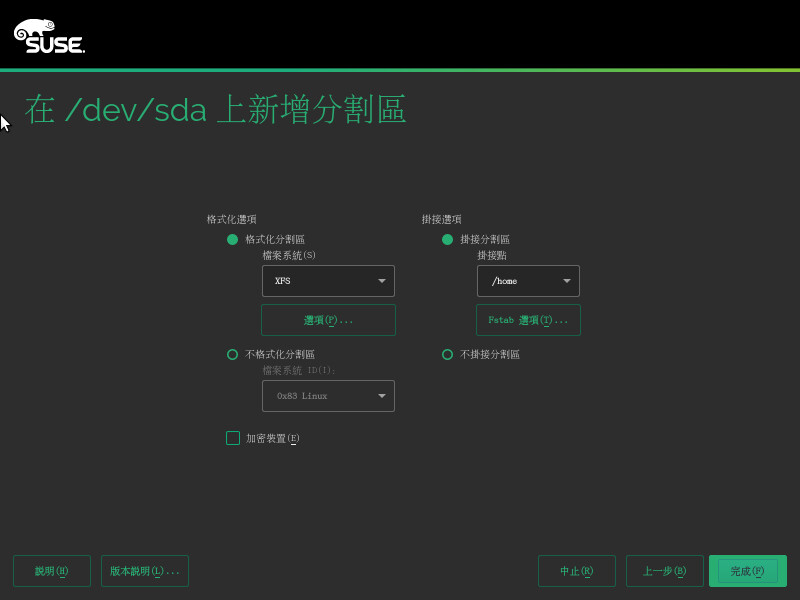 SUSE.
在 /dev/sda 上新增分割區
格式化選項
格式化分割區
檔案系統(S)
XFS
選項(P)...
不格式化分割區
檔案系統 ID(I):
0x83 Linux
加密裝置(E)
掛接選項
掛接分割區
掛接點
/home
Fstab 選項(T)...
不掛接分割區
說明(H)
版本說明(L)...
中止(R)
上一步(B)
完成(F)